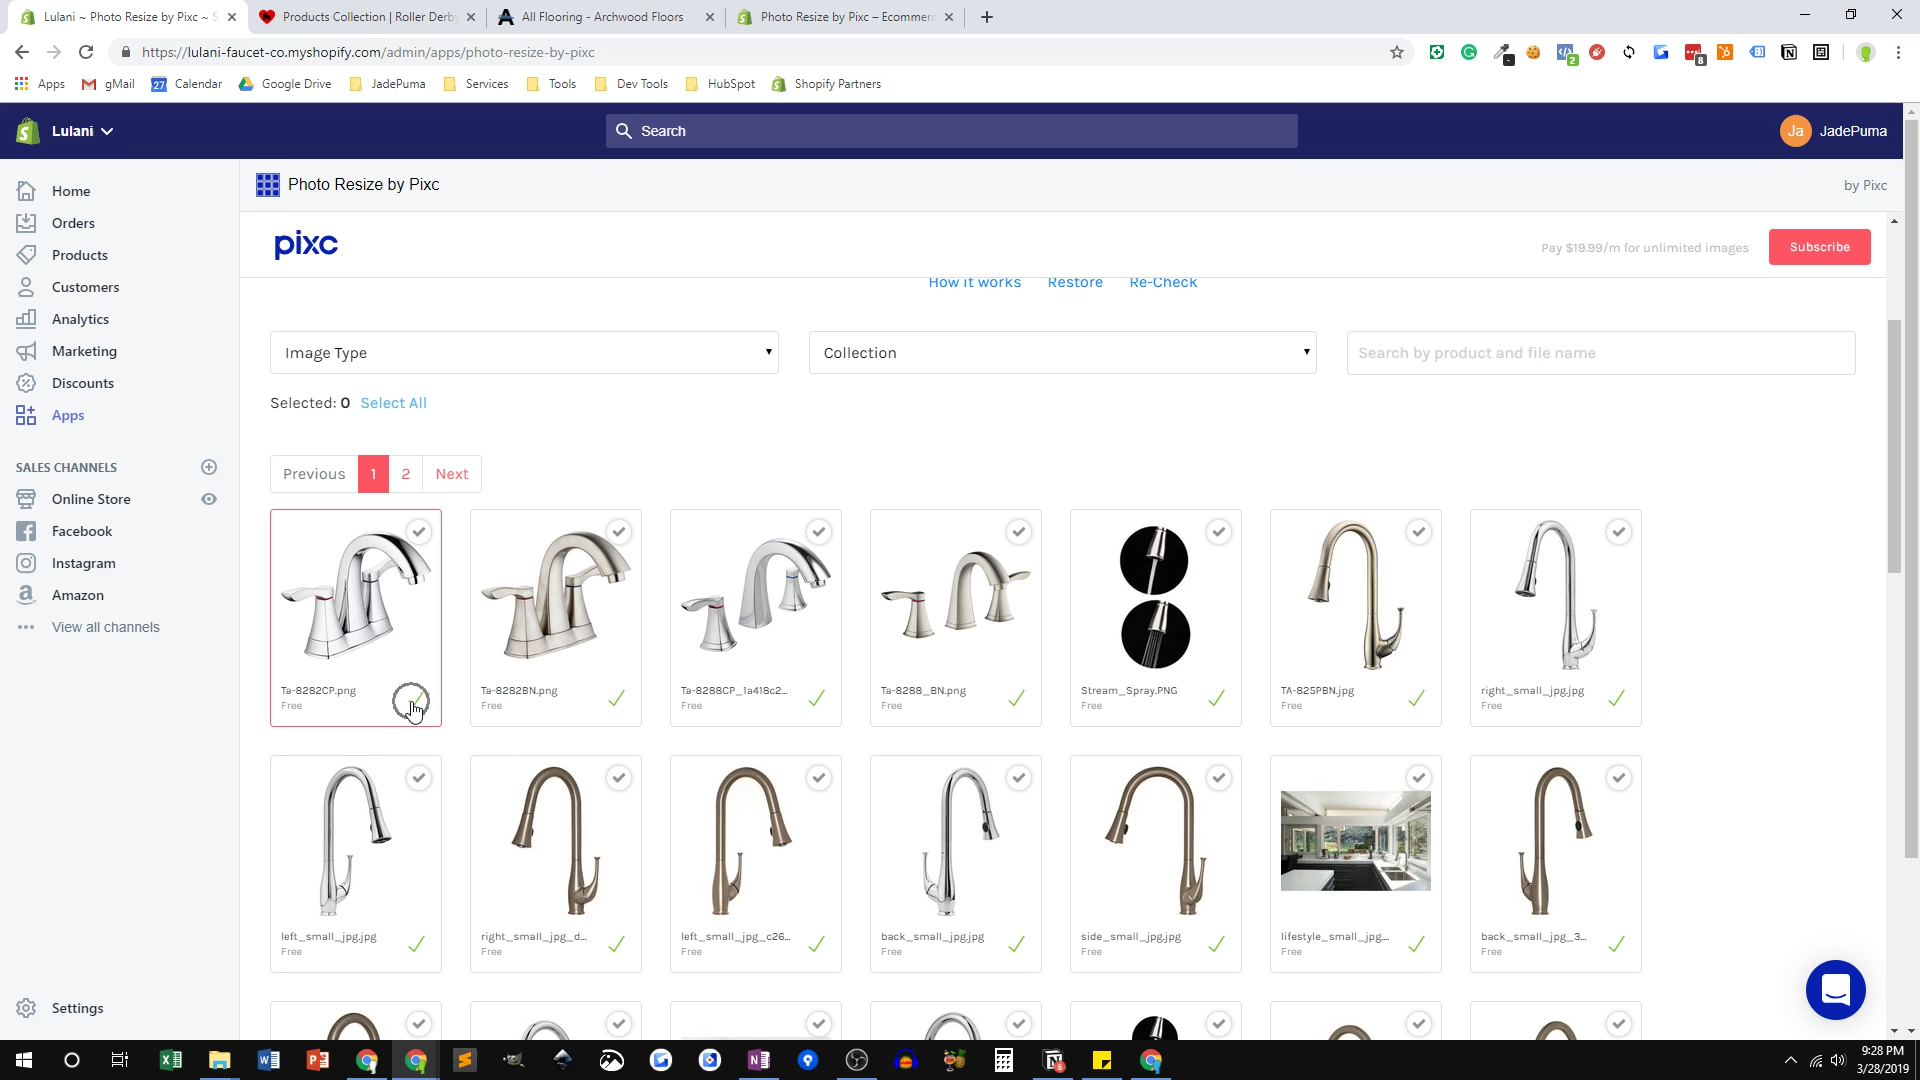 Lulani ~ Photo Resize by Pixc ~ S
Products Collection | Roller Derby
All Flooring - Archwood Floors
Photo Resize by Pixc – Ecommerc
https://lulani-faucet-co.myshopify.com/admin/apps/photo-resize-by-pixc
2
8
Apps
gMail
27
Calendar
Google Drive
JadePuma
Services
Tools
Dev Tools
HubSpot
Shopify Partners
Lulani
Search
Ja
JadePuma
Home
Orders
Products
Customers
Analytics
Marketing
Discounts
Apps
SALES CHANNELS
Online Store
Facebook
Instagram
Amazon
View all channels
Settings
Photo Resize by Pixc
by Pixc
pixc
Pay $19.99/m for unlimited images
Subscribe
How it works
Restore
Re-Check
Image Type
Collection
Search by product and file name
Selected: 0 Select All
Previous
1
2
Next
Ta-8282CP.png
Free
Ta-8282BN.png
Free
Ta-8288CP_1a418c2...
Free
Ta-8288_BN.png
Free
Stream_Spray.PNG
Free
TA-825PBN.jpg
Free
right_small_jpg.jpg
Free
left_small_jpg.jpg
Free
right_small_jpg_d...
Free
left_small_jpg_c26...
Free
back_small_jpg.jpg
Free
side_small_jpg.jpg
Free
lifestyle_small_jpg....
Free
back_small_jpg_3...
Free
9:28 PM
3/28/2019